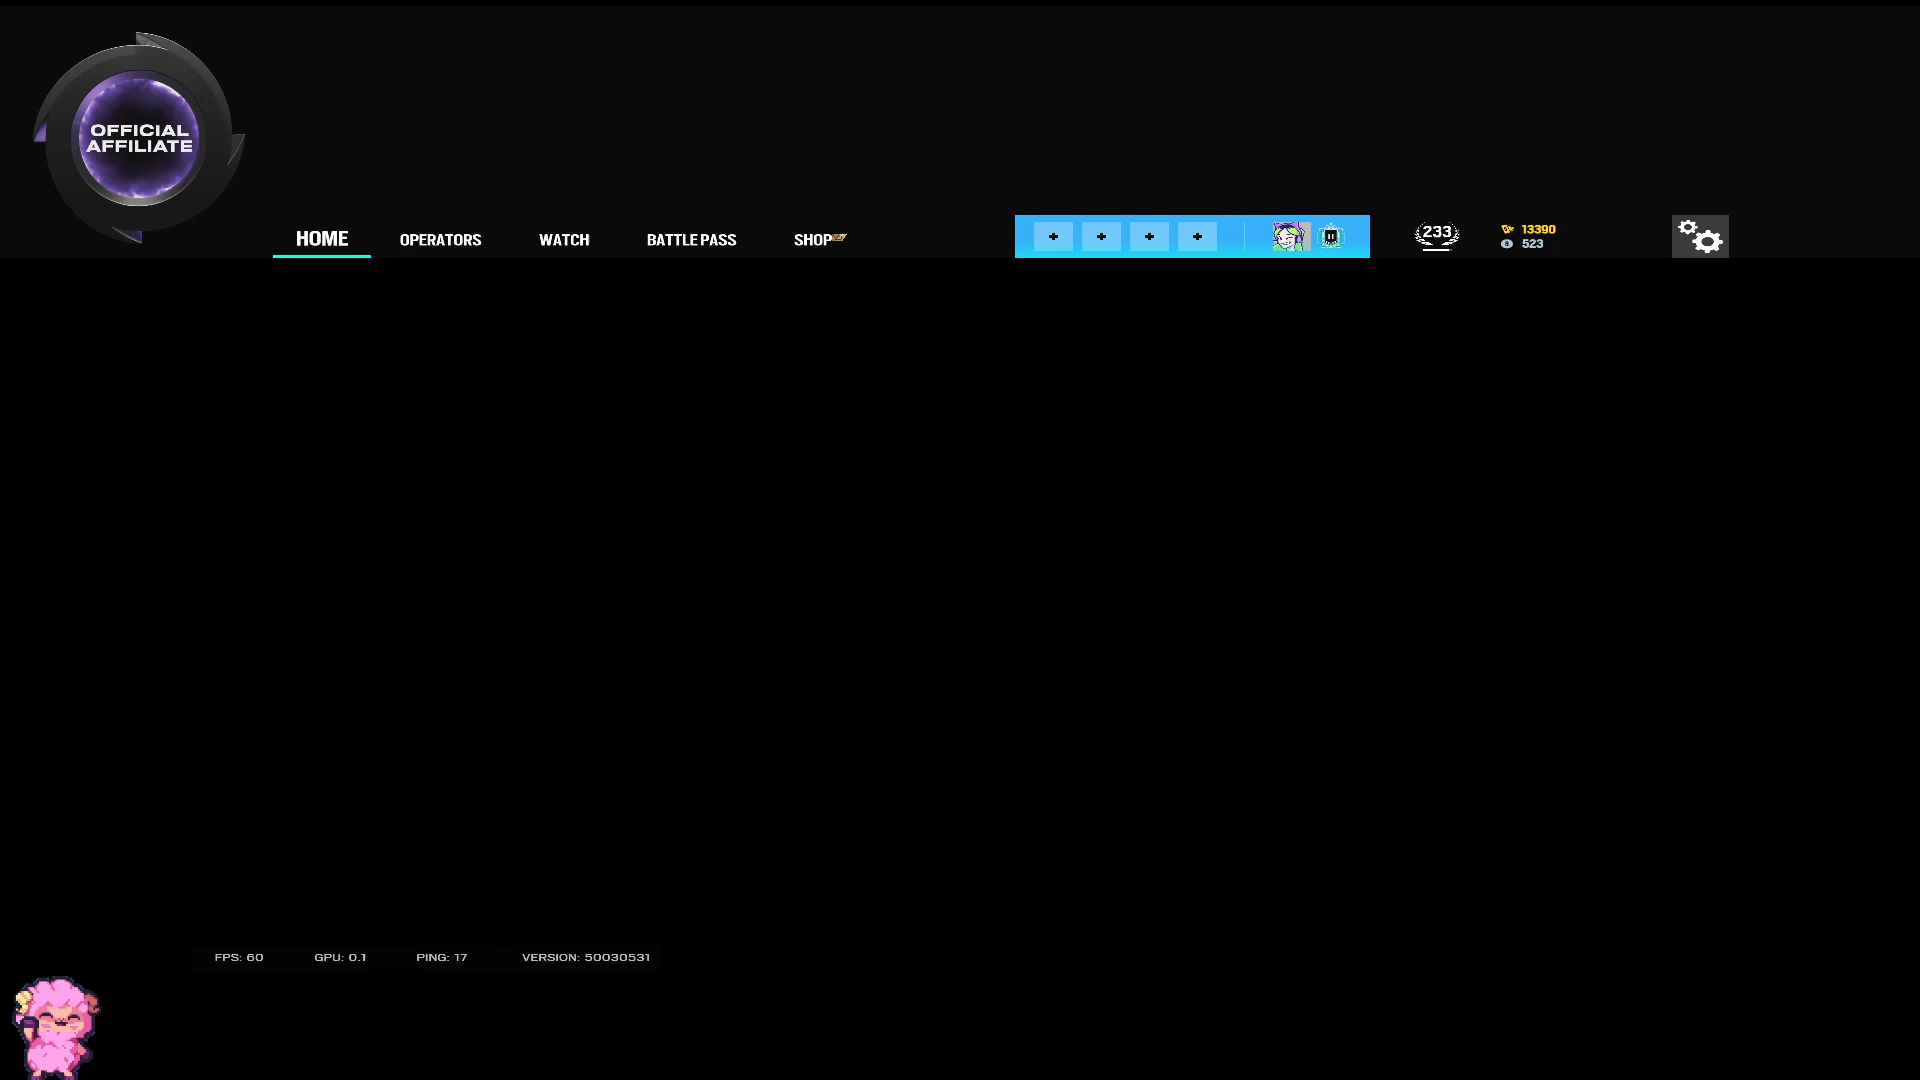 OFFICIAL
AFFILIATE
HOME
OPERATORS
WATCH
BATTLE PASS
SHOP
233
13390
523
FPS: 60
GPU: 0.1
PING: 17
VERSION: 50030531